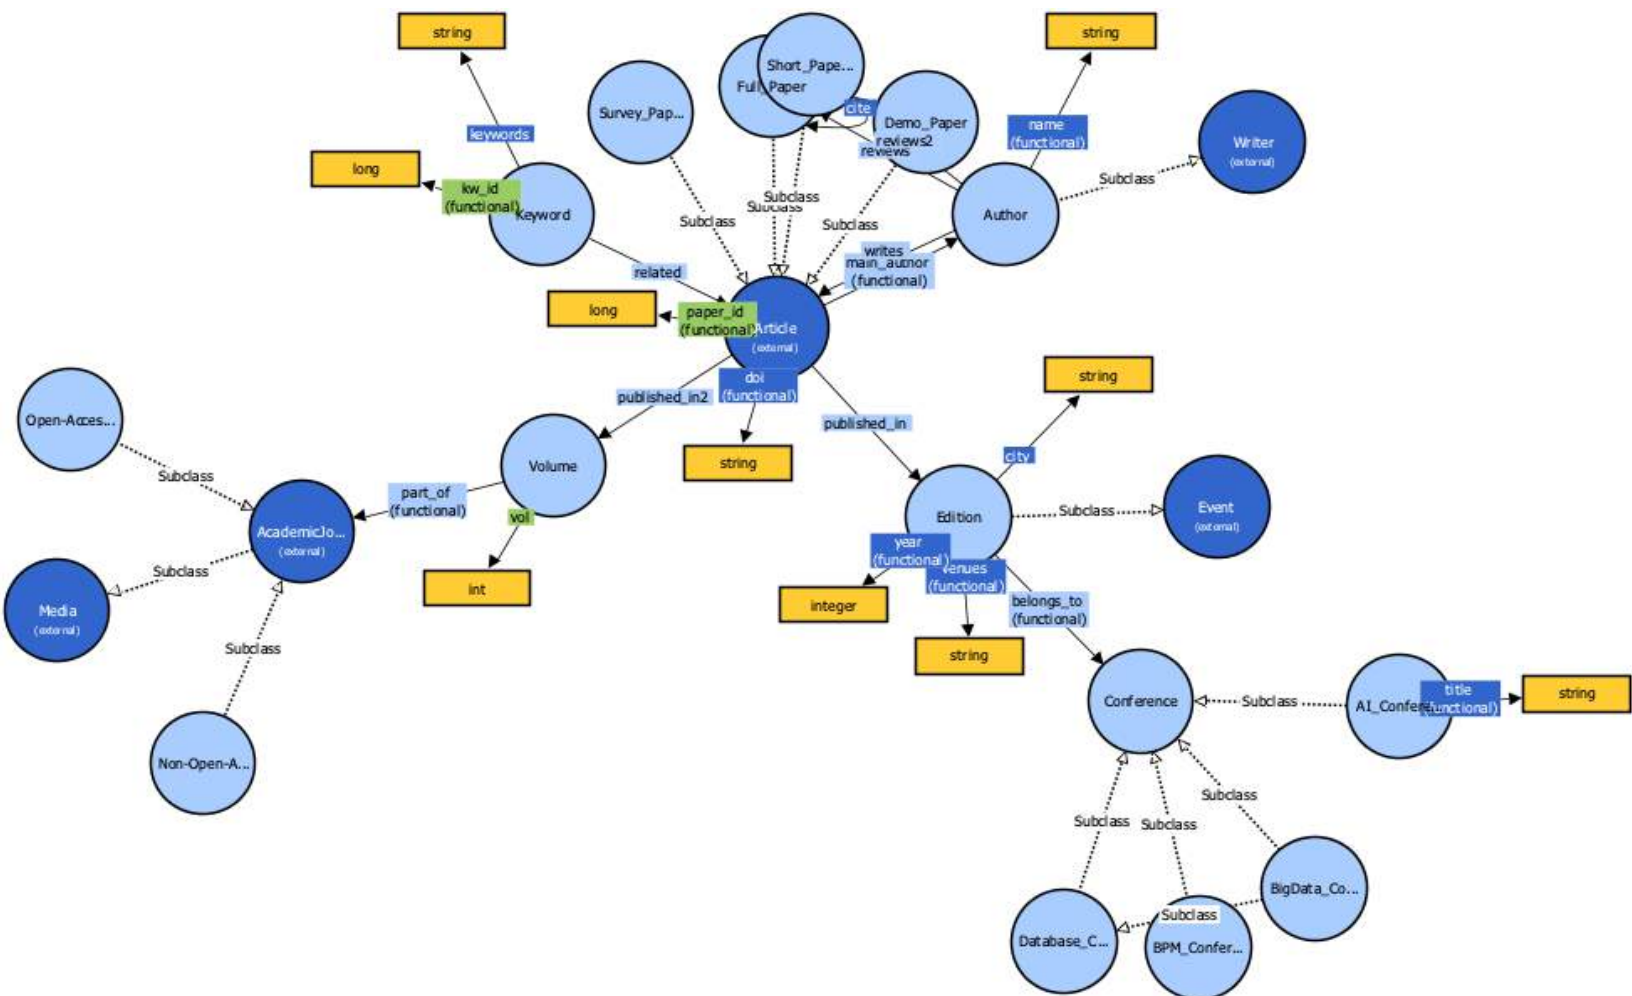 string
string
Short_Pape...
Full_Paper
Survey_Pap...
cite
Demo_Paper
reviews2
reviews
name
(functional)
Writer
(external)
keywords
long
kw_id
(functional)
Keyword
Subclass
Subclass
Subclass
Subclass
Subclass
Author
writes
main_author
(functional)
related
long
paper_id
(functional)
Article
(external)
doi
(functional)
string
published_in2
published_in
string
city
Open-Acces...
Subclass
Volume
part_of
(functional)
vol
int
AcademicJo...
(external)
Subclass
Media
(external)
Subclass
Non-Open-A...
Edition
Subclass
Event
(external)
year
(functional)
venues
(functional)
integer
string
belongs_to
(functional)
Conference
Subclass
AI_Confere...
title
(functional)
string
Subclass
Subclass
Subclass
BigData_Co...
Subclass
Database_C...
BPM_Confer...